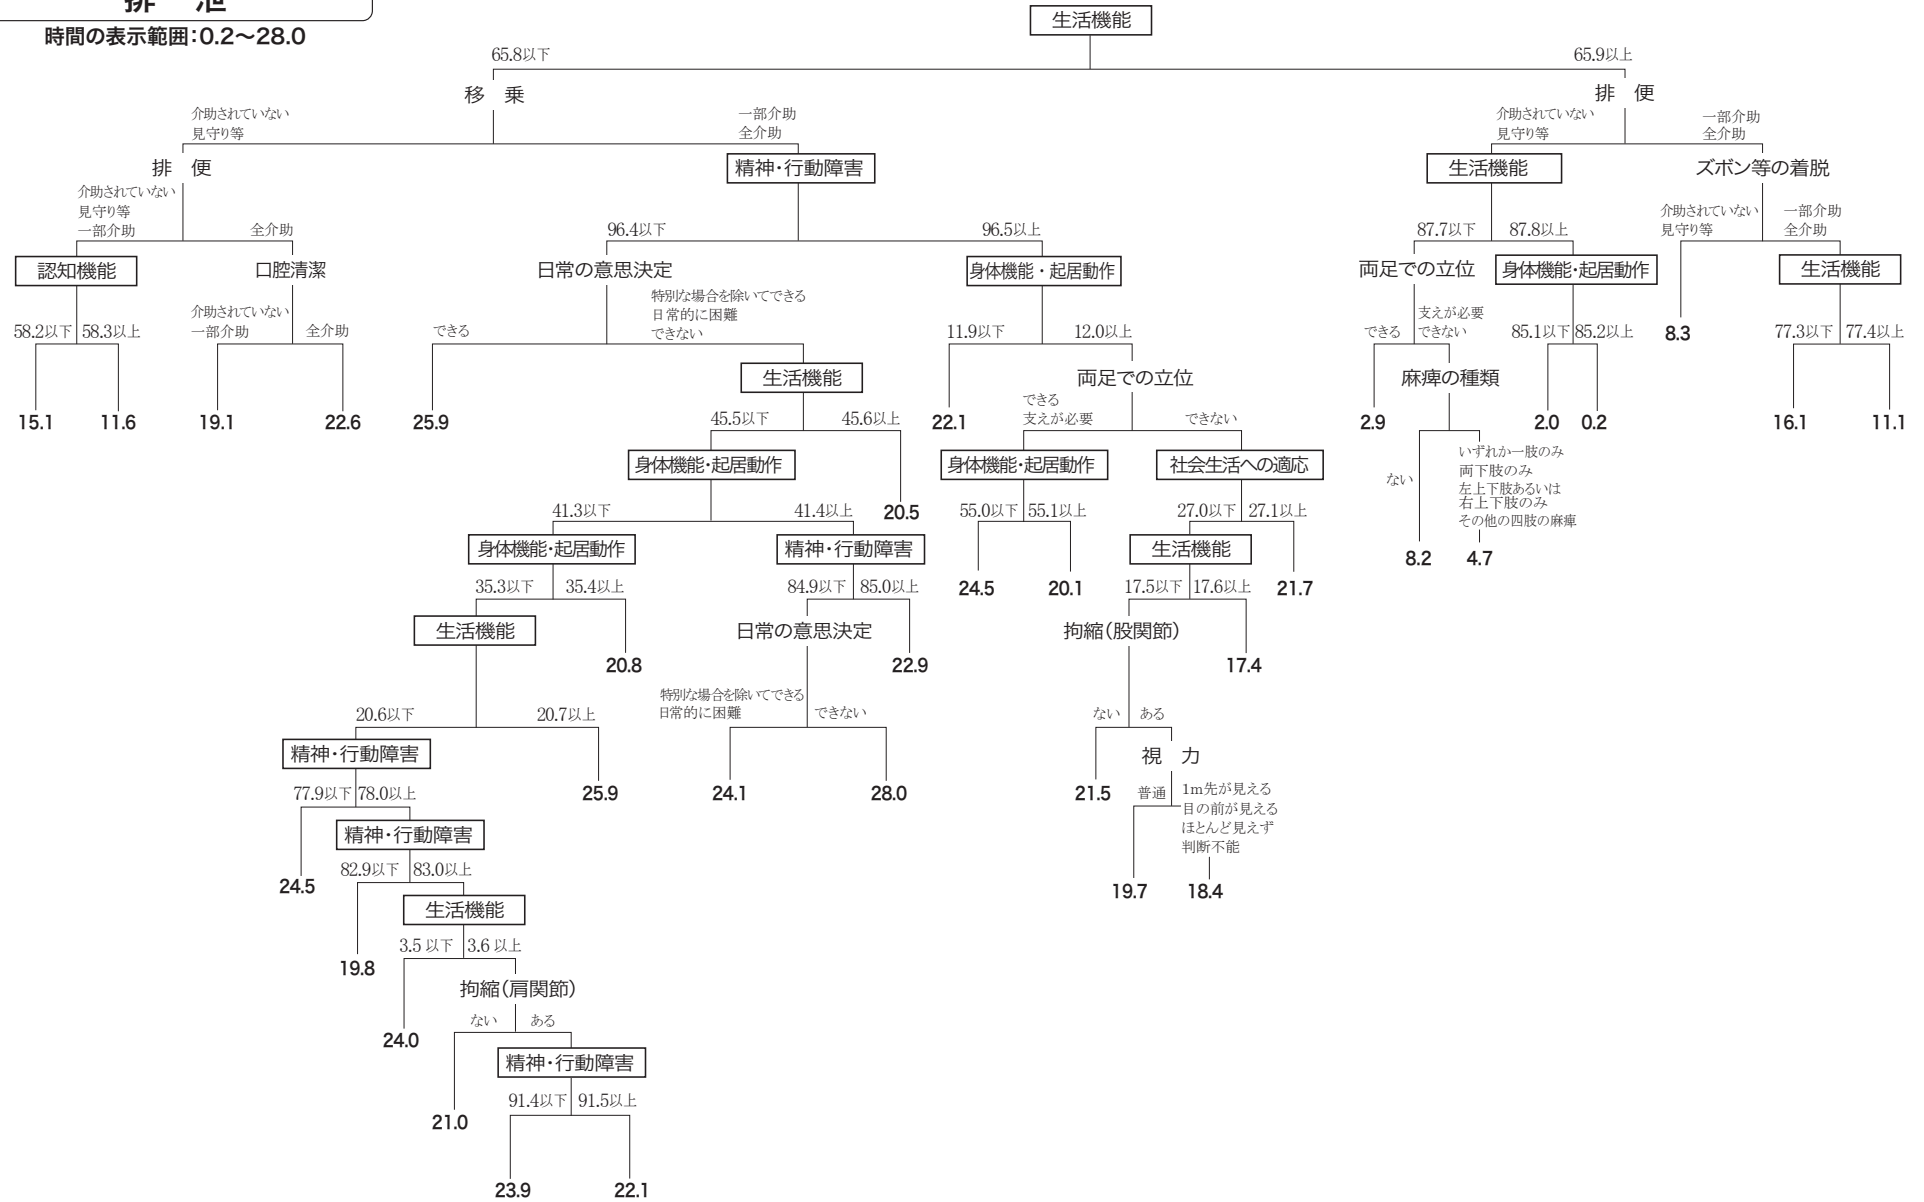 排 泄
時間の表示範囲:0.2〜28.0
生活機能
65.8以下
65.9以上
移 乗
排 便
介助されていない
見守り等
一部介助
全介助
介助されていない
見守り等
一部介助
全介助
排 便
精神・行動障害
生活機能
ズボン等の着脱
介助されていない
見守り等
一部介助
全介助
96.4以下
96.5以上
87.7以下
87.8以上
介助されていない
見守り等
一部介助
全介助
認知機能
口腔清潔
日常の意思決定
身体機能・起居動作
両足での立位
身体機能・起居動作
生活機能
58.2以下
58.3以上
介助されていない
一部介助
全介助
できる
特別な場合を除いてできる
日常的に困難
できない
11.9以下
12.0以上
できる
支えが必要
できない
85.1以下
85.2以上
8.3
77.3以下
77.4以上
生活機能
両足での立位
麻痺の種類
15.1
11.6
19.1
22.6
25.9
45.5以下
45.6以上
22.1
できる
支えが必要
できない
2.9
2.0
0.2
16.1
11.1
身体機能・起居動作
20.5
身体機能・起居動作
社会生活への適応
ない
いずれか一肢のみ
両下肢のみ
左上下肢あるいは
右上下肢のみ
その他の四肢の麻痺
8.2
4.7
41.3以下
41.4以上
55.0以下
55.1以上
27.0以下
27.1以上
身体機能・起居動作
精神・行動障害
24.5
20.1
生活機能
21.7
35.3以下
35.4以上
84.9以下
85.0以上
17.5以下
17.6以上
生活機能
20.8
日常の意思決定
22.9
拘縮(股関節)
17.4
20.6以下
20.7以上
特別な場合を除いてできる
日常的に困難
できない
ない
ある
精神・行動障害
25.9
24.1
28.0
21.5
視 力
77.9以下
78.0以上
普通
1m先が見える
目の前が見える
ほとんど見えず
判断不能
24.5
精神・行動障害
19.7
18.4
82.9以下
83.0以上
19.8
生活機能
3.5 以下
3.6 以上
24.0
拘縮(肩関節)
ない
ある
21.0
精神・行動障害
91.4以下
91.5以上
23.9
22.1